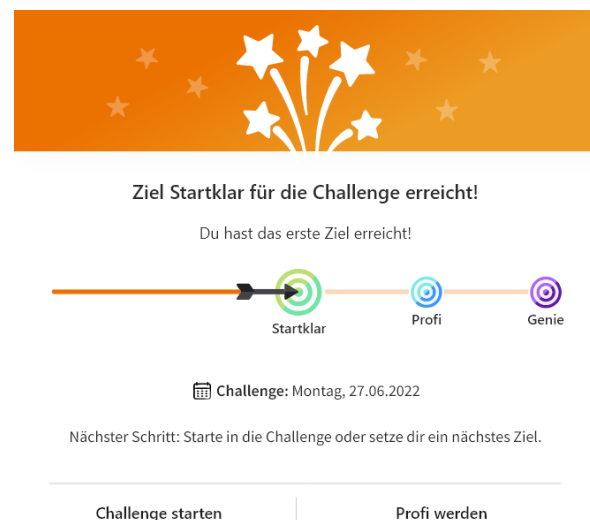 Ziel Startklar für die Challenge erreicht!
Du hast das erste Ziel erreicht!
Startklar
Profi
Genie
Challenge: Montag, 27.06.2022
Nächster Schritt: Starte in die Challenge oder setze dir ein nächstes Ziel.
Challenge starten
Profi werden